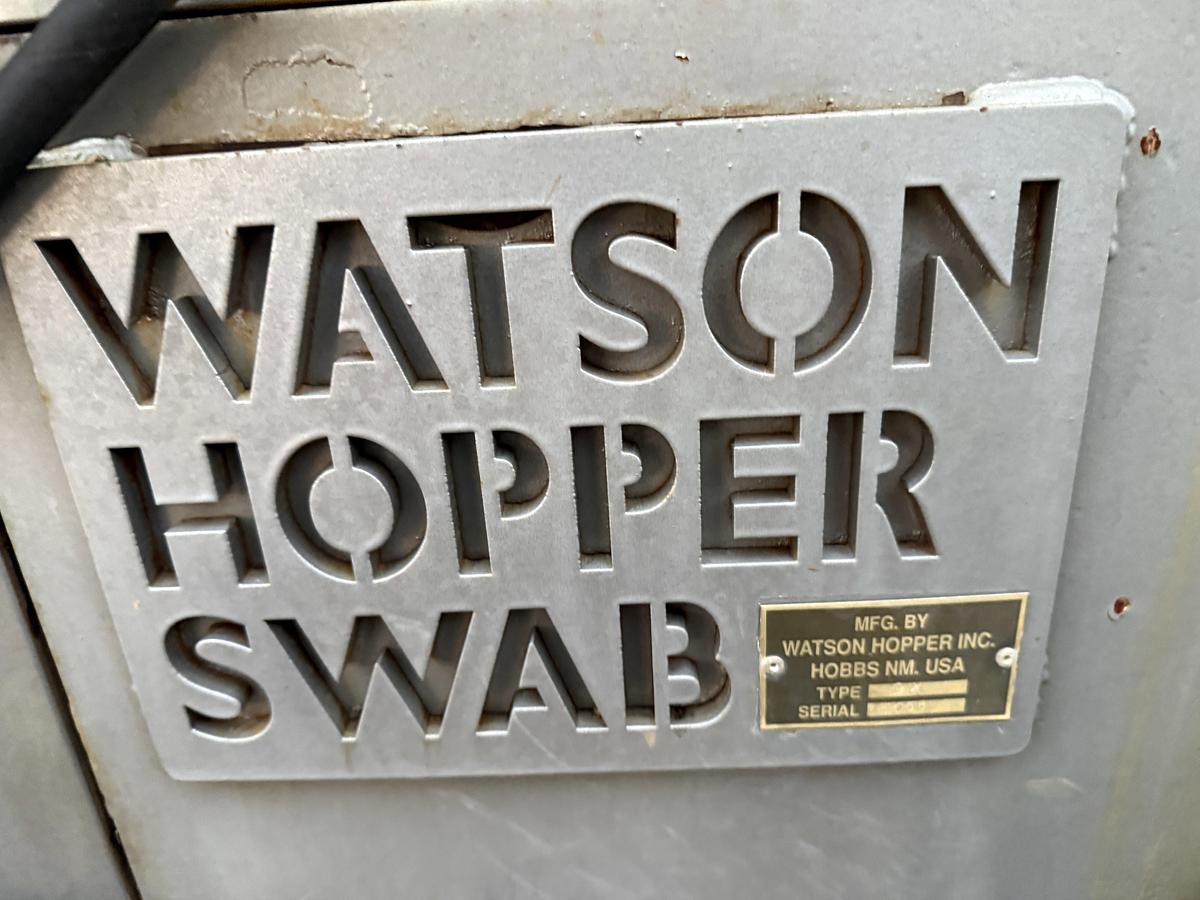 WATSON
HOPPER
SWAB
MFG. BY
WATSON HOPPER INC.
HOBBS NM. USA
TYPE
SERIAL